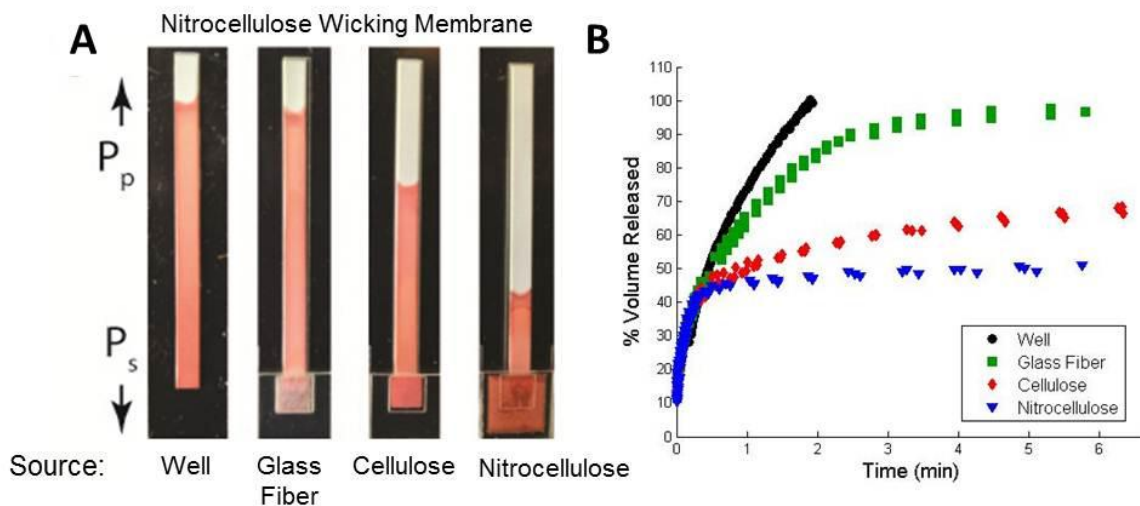 A
Nitrocellulose Wicking Membrane
Pp
Ps
Source:
Well
Glass
Fiber
Cellulose
Nitrocellulose
B
110
100
90
80
70
60
50
40
30
20
10
0
% Volume Released
0 1 2 3 4 5 6
Time (min)
Well
Glass Fiber
Cellulose
Nitrocellulose